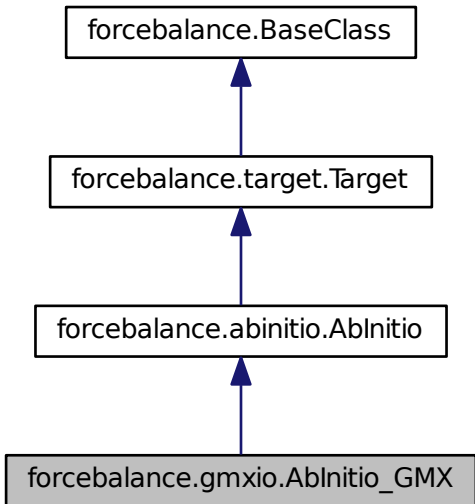 forcebalance.BaseClass
forcebalance.target.Target
forcebalance.abinitio.AbInitio
forcebalance.gmxio.AbInitio_GMX